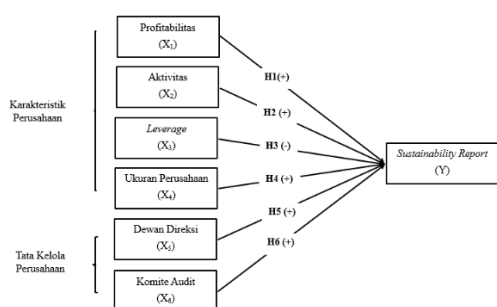 Profitabilitas
(X1)
H1(+)
Aktivitas
(X2)
H2 (+)
Karakteristik
Perusahaan
Leverage
(X3)
H3 (-)
Sustainability Report
(Y)
Ukuran Perusahaan
(X4)
H4 (+)
H5 (+)
Dewan Direksi
(X5)
H6 (+)
Tata Kelola
Perusahaan
Komite Audit
(X6)